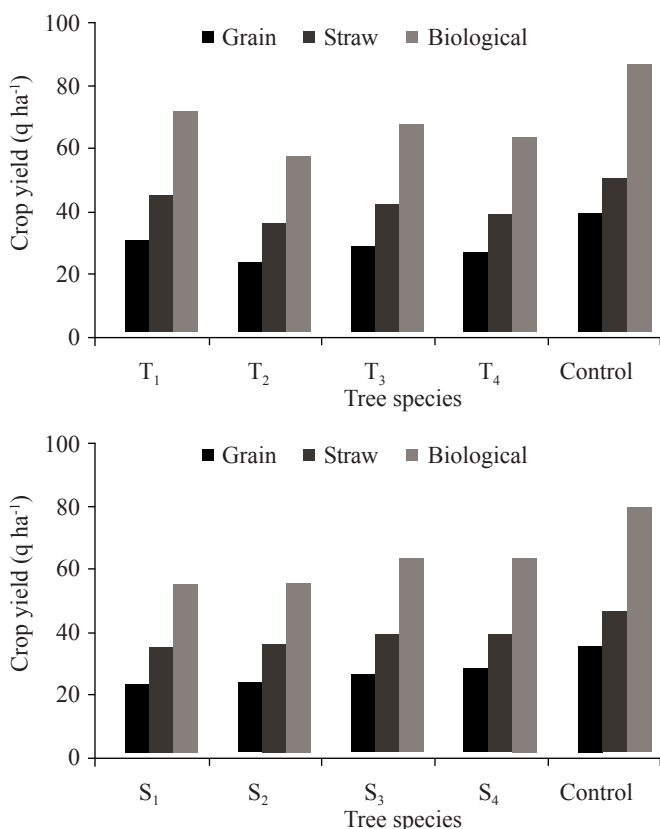 100
Grain Straw Biological
80
60
40
20
0
Crop yield (q ha⁻¹)
T₁ T₂ T₃ T₄ Control
Tree species
100
Grain Straw Biological
80
60
40
20
0
Crop yield (q ha⁻¹)
S₁ S₂ S₃ S₄ Control
Tree species